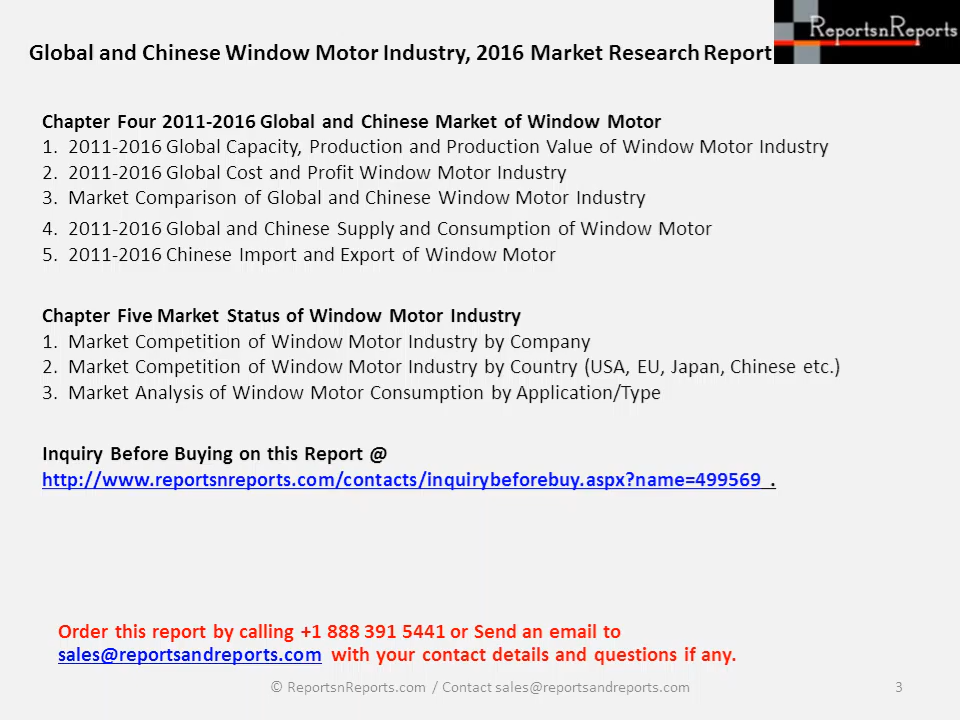 Global and Chinese Window Motor Industry, 2016 Market Research Report
ReportsnReports
Chapter Four 2011-2016 Global and Chinese Market of Window Motor
1. 2011-2016 Global Capacity, Production and Production Value of Window Motor Industry
2. 2011-2016 Global Cost and Profit Window Motor Industry
3. Market Comparison of Global and Chinese Window Motor Industry
4. 2011-2016 Global and Chinese Supply and Consumption of Window Motor
5. 2011-2016 Chinese Import and Export of Window Motor
Chapter Five Market Status of Window Motor Industry
1. Market Competition of Window Motor Industry by Company
2. Market Competition of Window Motor Industry by Country (USA, EU, Japan, Chinese etc.)
3. Market Analysis of Window Motor Consumption by Application/Type
Inquiry Before Buying on this Report @
http://www.reportsnreports.com/contacts/inquirybeforebuy.aspx?name=499569 .
Order this report by calling +1 888 391 5441 or Send an email to
sales@reportsandreports.com with your contact details and questions if any.
© ReportsnReports.com / Contact sales@reportsandreports.com
3